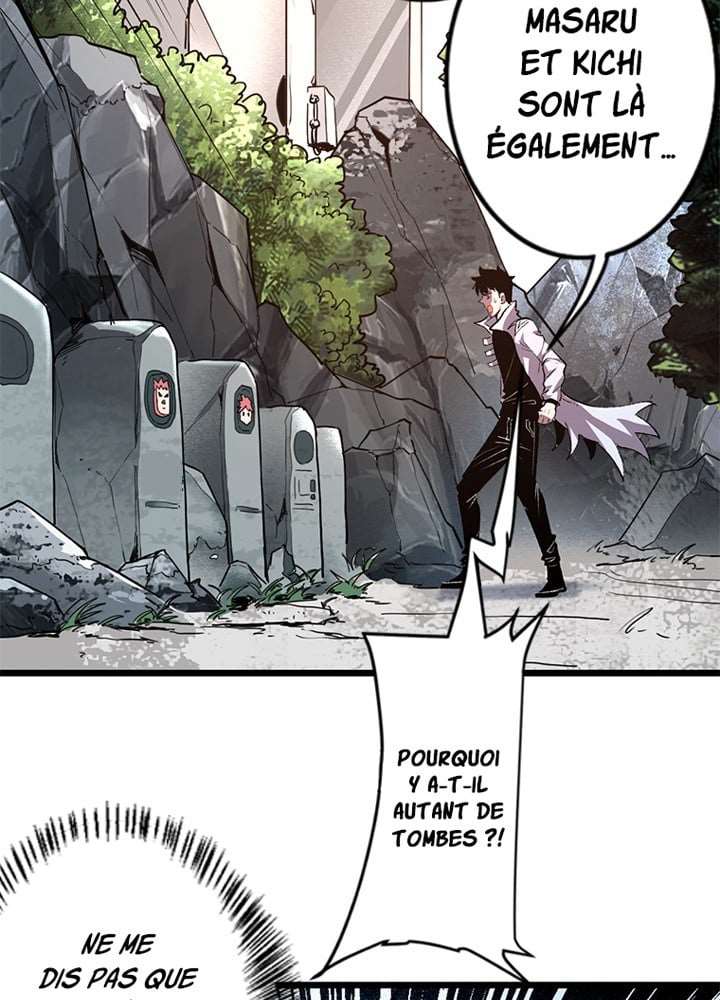 MASARU
ET KICHI
SONT LÀ
ÉGALEMENT...
POURQUOI
Y A-T-IL
AUTANT DE
TOMBES ?!
NE ME
DIS PAS QUE